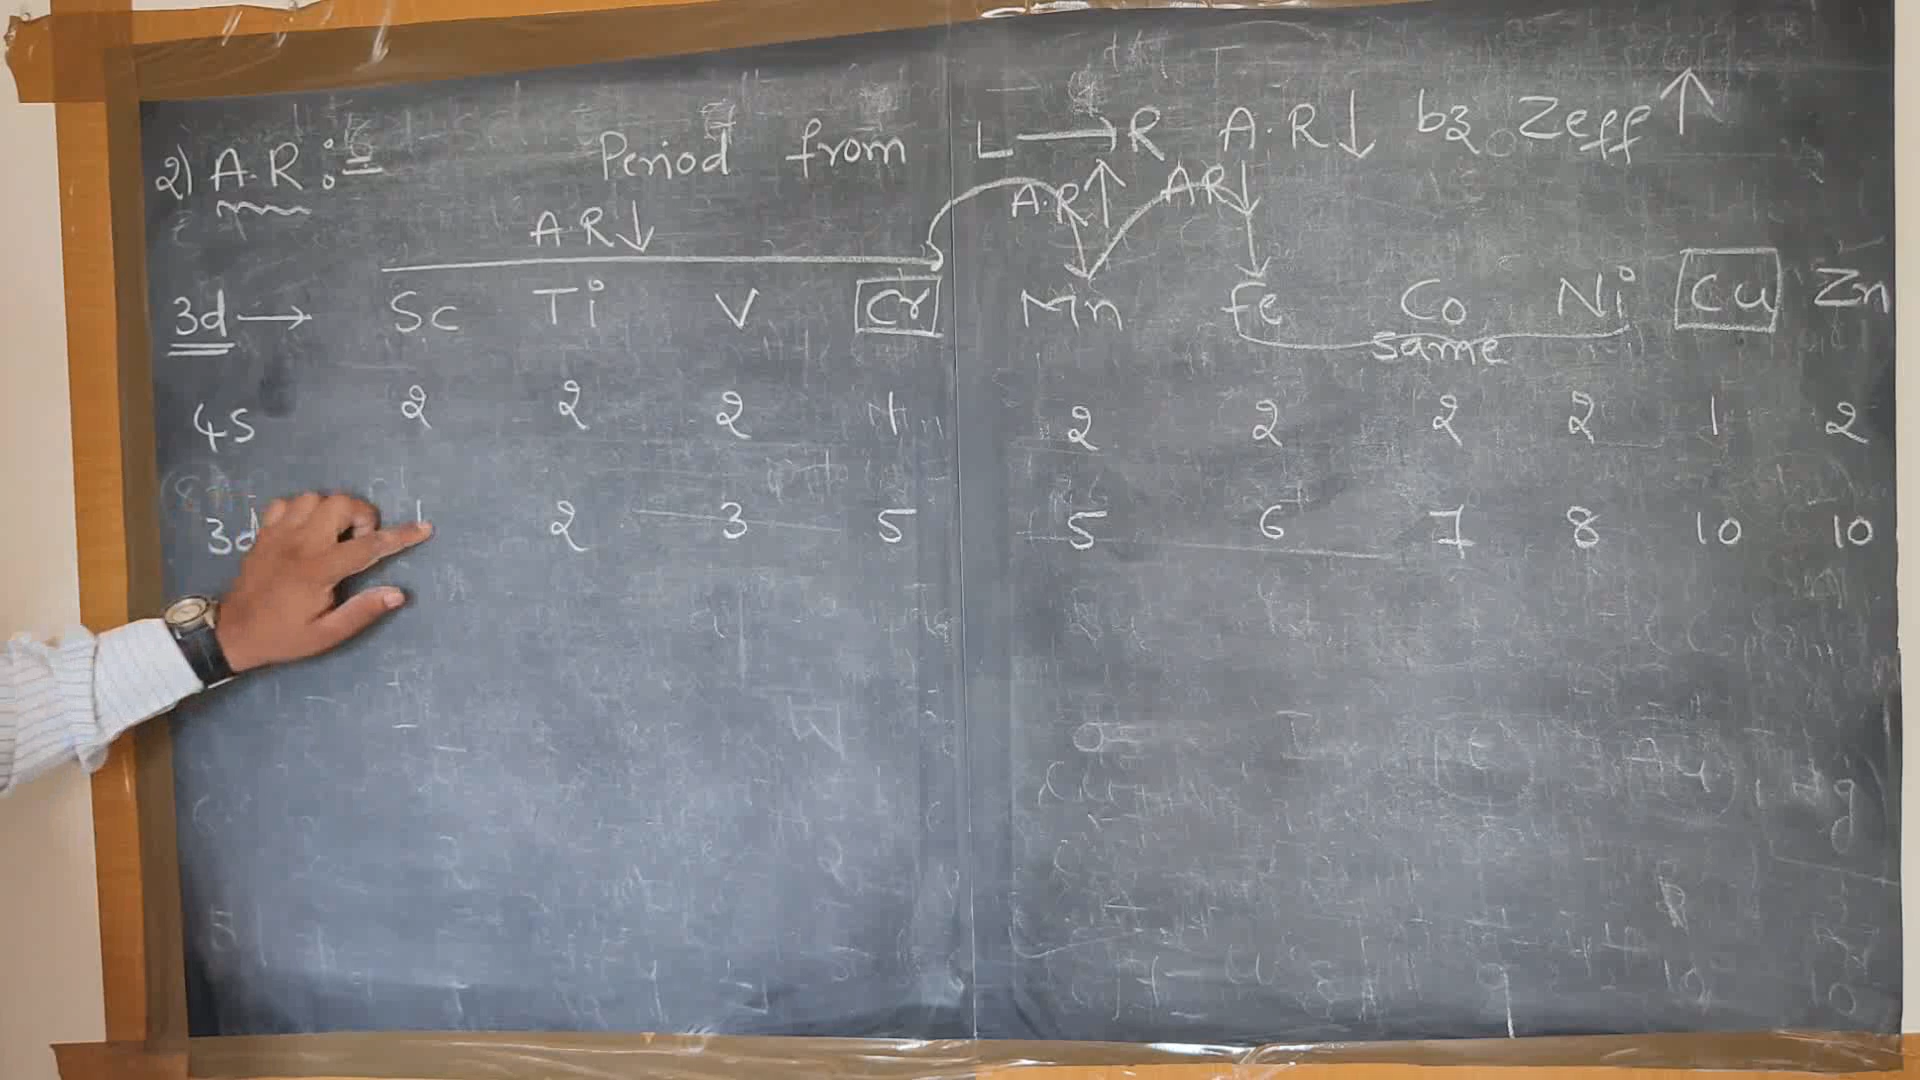 2) A.R :- Period from L → R A.R ↓ bz Zeff ↑
A.R ↓ A.R ↑ AR ↓
3d → Sc Ti V Cr Mn Fe Co Ni Cu Zn
same
4s 2 2 2 1 2 2 2 2 1 2
3d 1 2 3 5 5 6 7 8 10 10